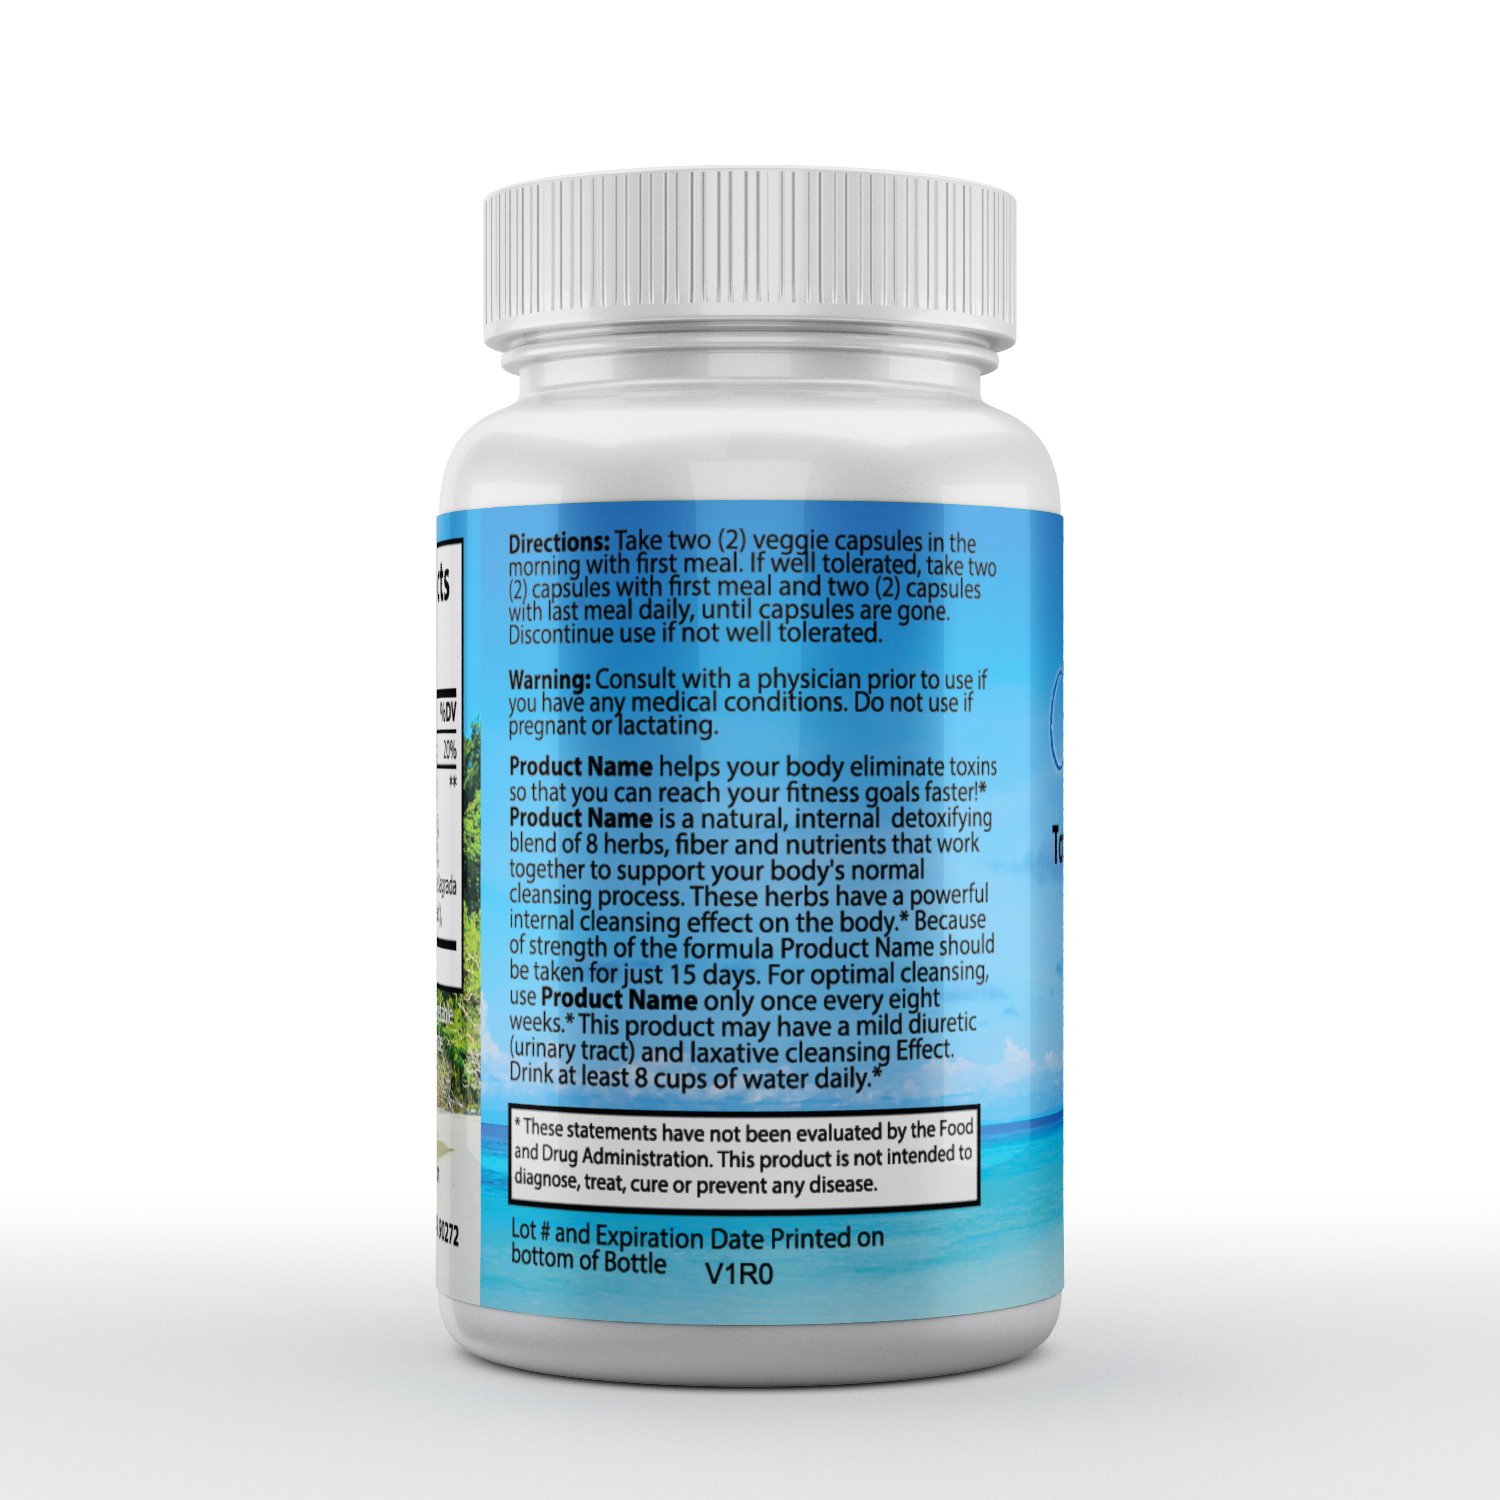 cts
%DV
20%
**
90272
Directions: Take two (2) veggie capsules in the
morning with first meal. If well tolerated, take two
(2) capsules with first meal and two (2) capsules
with last meal daily, until capsules are gone.
Discontinue use if not well tolerated.
Warning: Consult with a physician prior to use if
you have any medical conditions. Do not use if
pregnant or lactating.
Product Name helps your body eliminate toxins
so that you can reach your fitness goals faster!*
Product Name is a natural, internal detoxifying
blend of 8 herbs, fiber and nutrients that work
together to support your body's normal
cleansing process. These herbs have a powerful
internal cleansing effect on the body.* Because
of strength of the formula Product Name should
be taken for just 15 days. For optimal cleansing,
use Product Name only once every eight
weeks.* This product may have a mild diuretic
(urinary tract) and laxative cleansing Effect.
Drink at least 8 cups of water daily.*
* These statements have not been evaluated by the Food
and Drug Administration. This product is not intended to
diagnose, treat, cure or prevent any disease.
Lot # and Expiration Date Printed on
bottom of Bottle V1R0